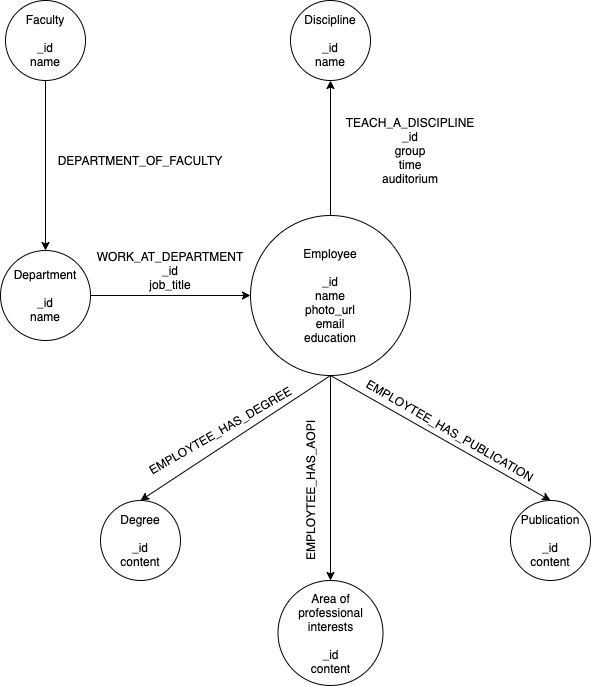 Faculty
_id
name
Discipline
_id
name
TEACH_A_DISCIPLINE
_id
group
time
auditorium
DEPARTMENT_OF_FACULTY
WORK_AT_DEPARTMENT
_id
job_title
Department
_id
name
Employee
_id
name
photo_url
email
education
EMPLOYTEE_HAS_DEGREE
EMPLOYTEE_HAS_AOPI
EMPLOYTEE_HAS_PUBLICATION
Degree
_id
content
Area of
professional
interests
_id
content
Publication
_id
content